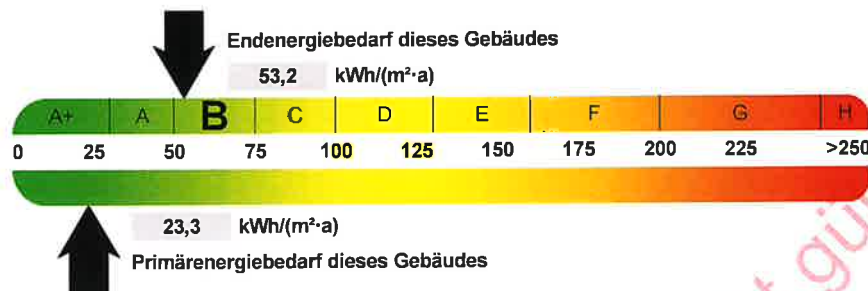 Endenergiebedarf dieses Gebäudes
53,2 kWh/(m²·a)
A+ A B C D E F G H
0 25 50 75 100 125 150 175 200 225 >250
23,3 kWh/(m²·a)
Primärenergiebedarf dieses Gebäudes